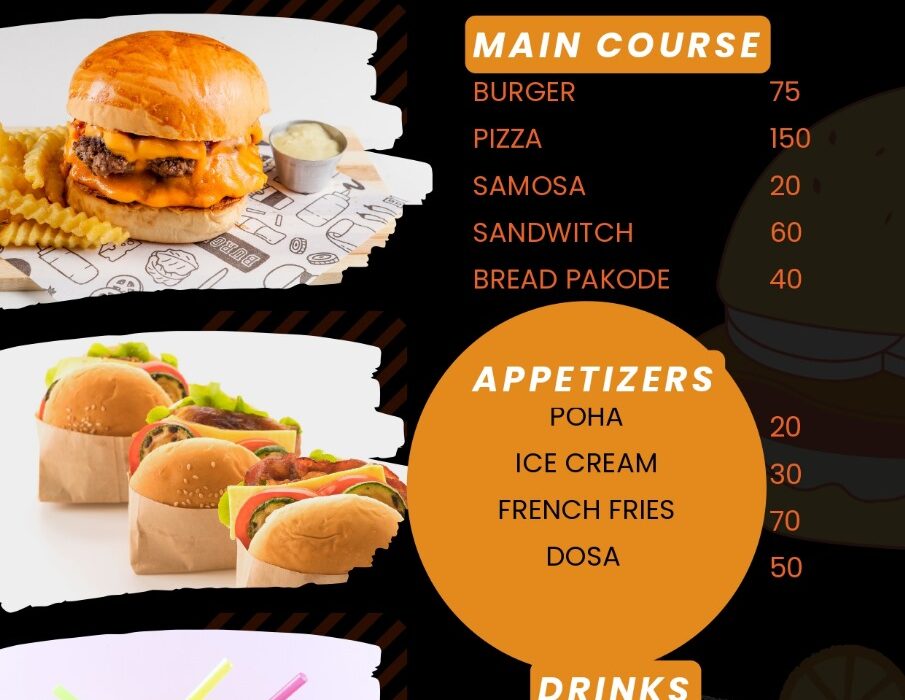 MAIN COURSE
BURGER 75
PIZZA 150
SAMOSA 20
SANDWITCH 60
BREAD PAKODE 40
APPETIZERS
POHA 20
ICE CREAM 30
FRENCH FRIES 70
DOSA 50
DRINKS